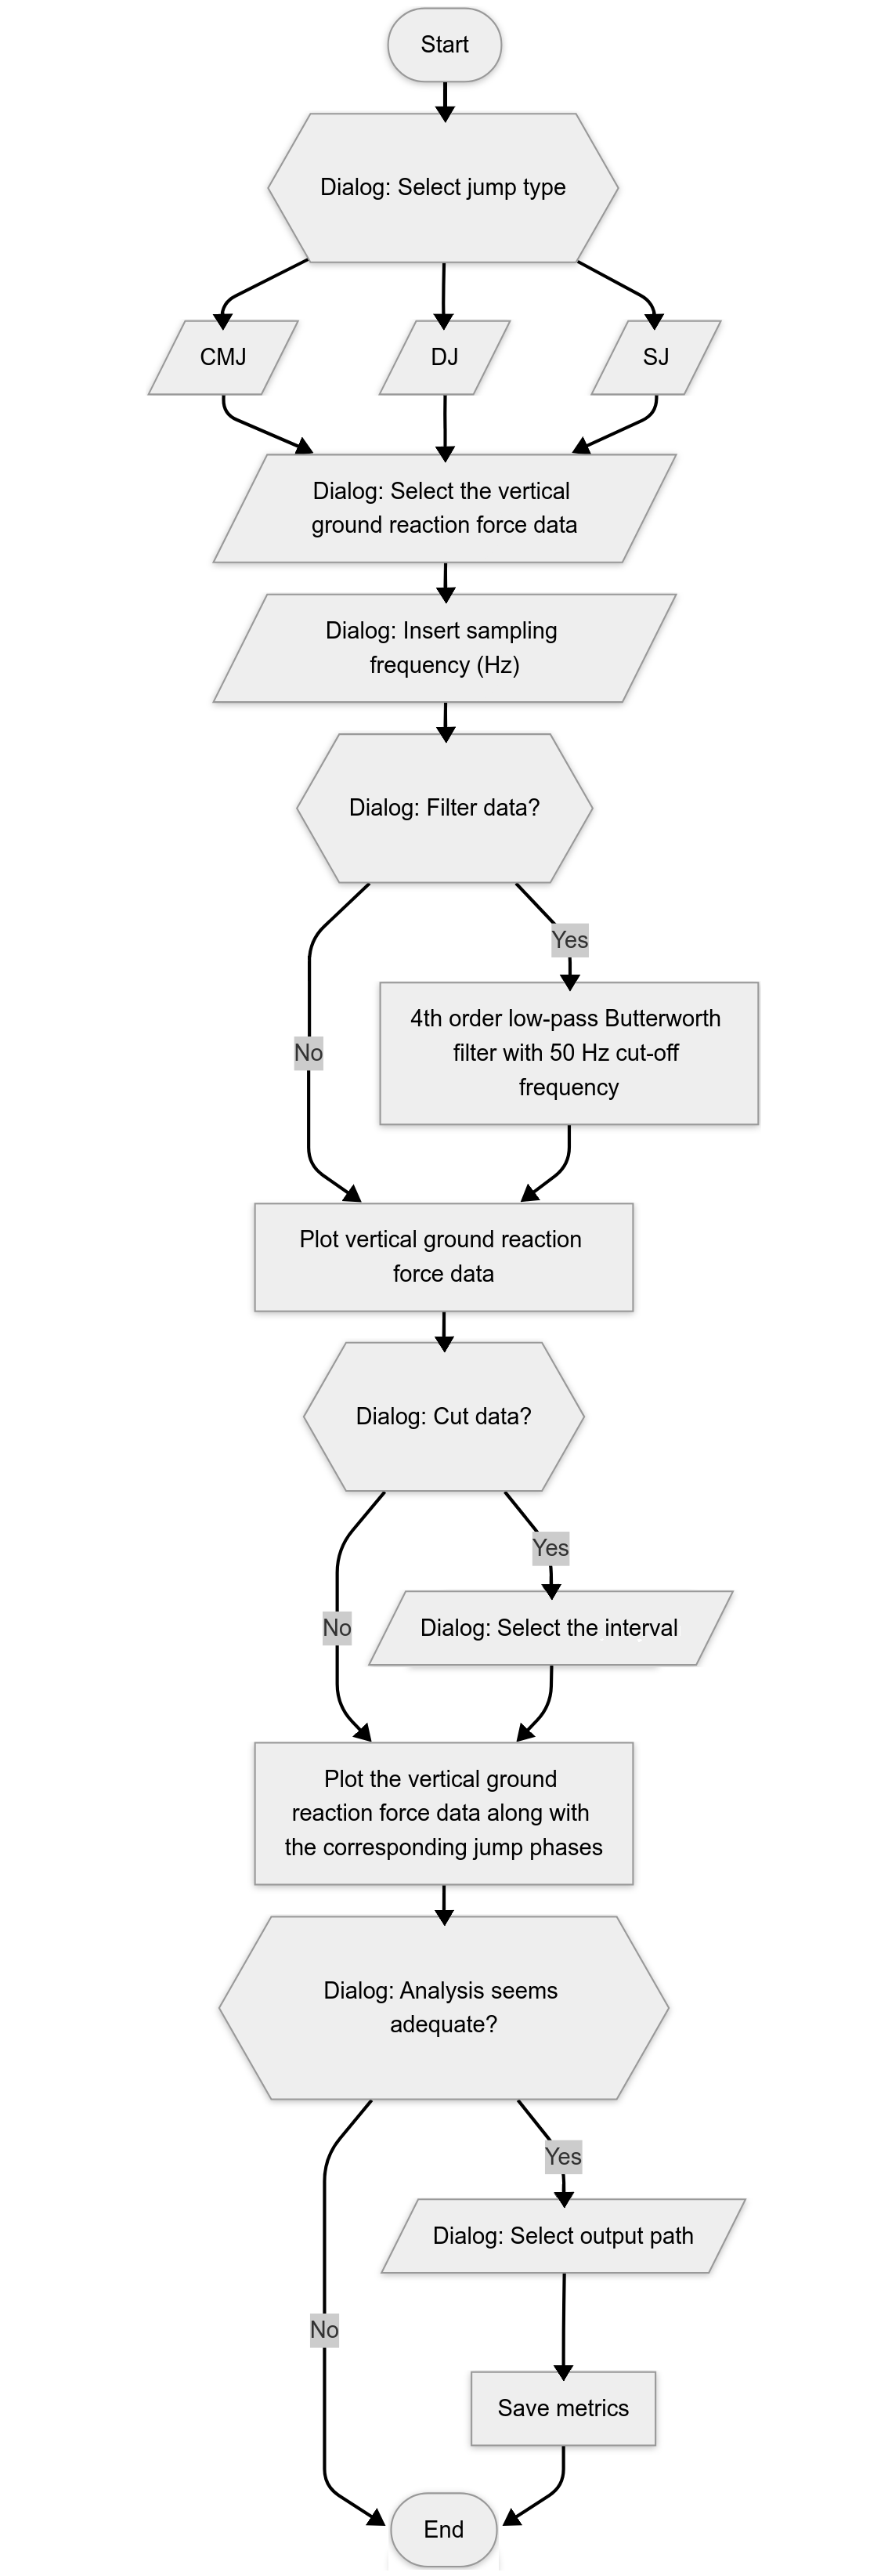 Start
Dialog: Select jump type
CMJ
DJ
SJ
Dialog: Select the vertical
ground reaction force data
Dialog: Insert sampling
frequency (Hz)
Dialog: Filter data?
Yes
No
4th order low-pass Butterworth
filter with 50 Hz cut-off
frequency
Plot vertical ground reaction
force data
Dialog: Cut data?
Yes
No
Dialog: Select the interval
Plot the vertical ground
reaction force data along with
the corresponding jump phases
Dialog: Analysis seems
adequate?
Yes
Dialog: Select output path
No
Save metrics
End